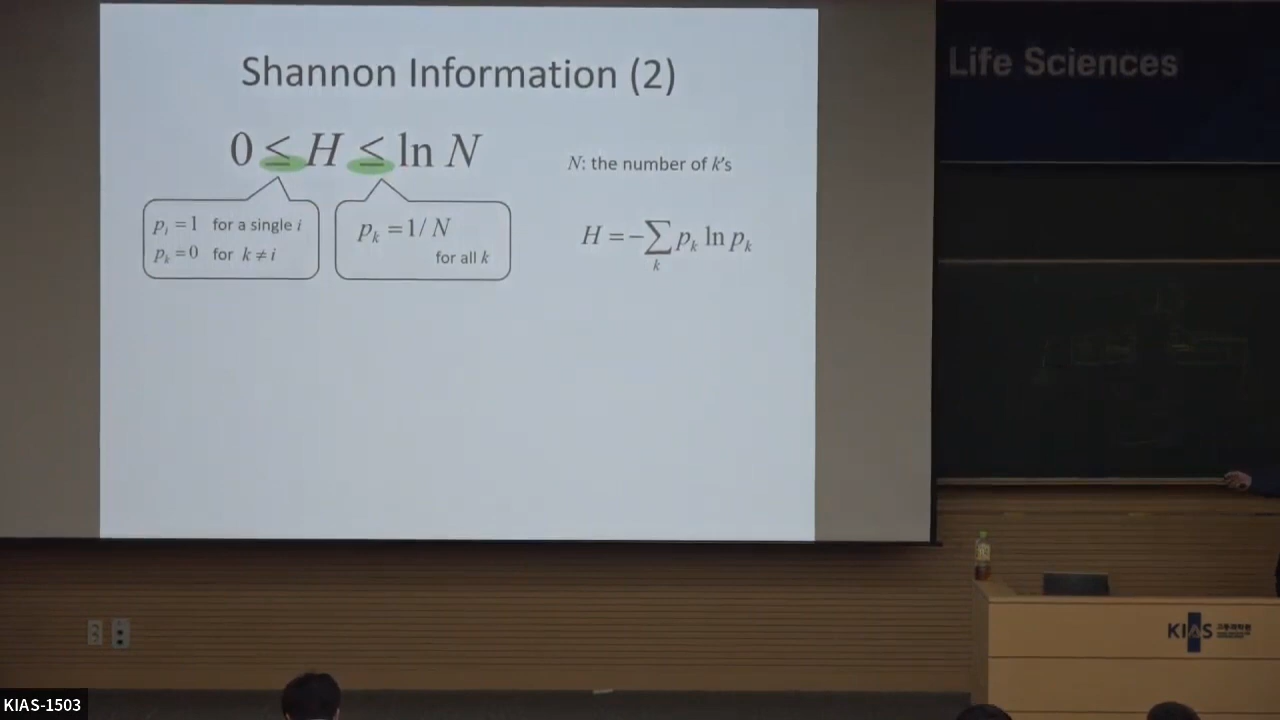 Shannon Information (2)
0 ≤ H ≤ ln N
N: the number of k's
p_i = 1 for a single i
p_k = 0 for k ≠ i
p_k = 1/ N
for all k
H = −∑_k p_k ln p_k
Life Sciences
KIAS 고등과학원
KIAS-1503